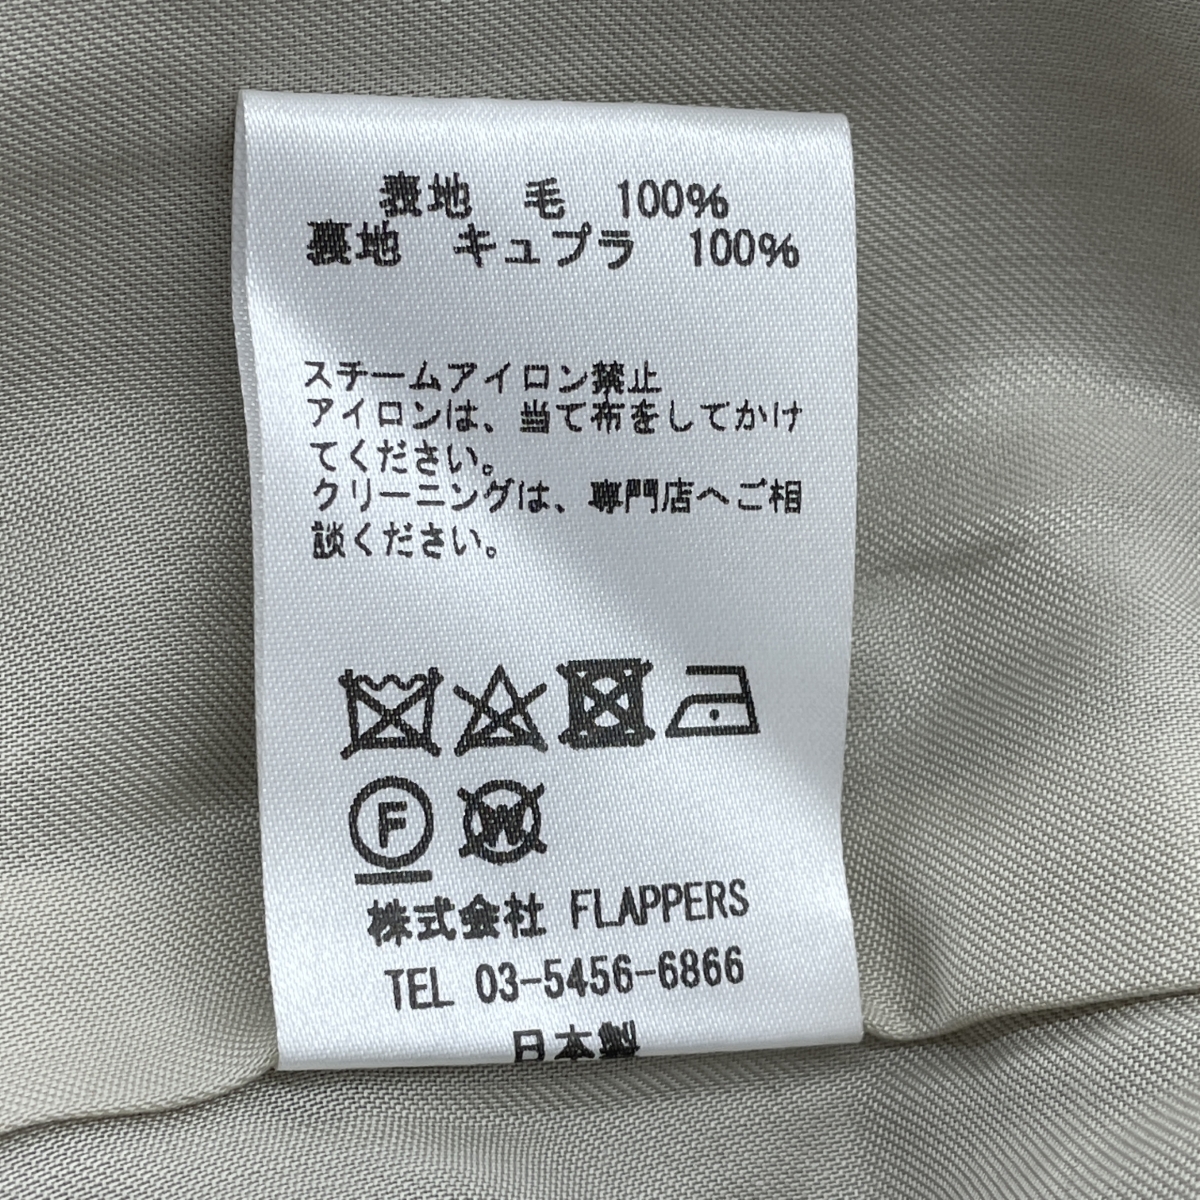 表地 毛 100%
裏地 キュプラ 100%
スチームアイロン禁止
アイロンは、当て布をしてかけ
てください。
クリーニングは、専門店へご相
談ください。
F W
株式会社 FLAPPERS
TEL 03-5456-6866
日本製